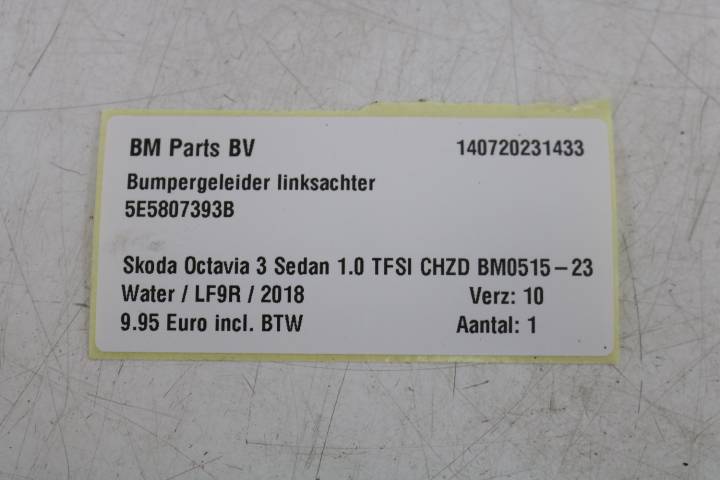 BM Parts BV 140720231433
Bumpergeleider linksachter
5E5807393B
Skoda Octavia 3 Sedan 1.0 TFSI CHZD BM0515-23
Water / LF9R / 2018 Verz: 10
9.95 Euro incl. BTW Aantal: 1